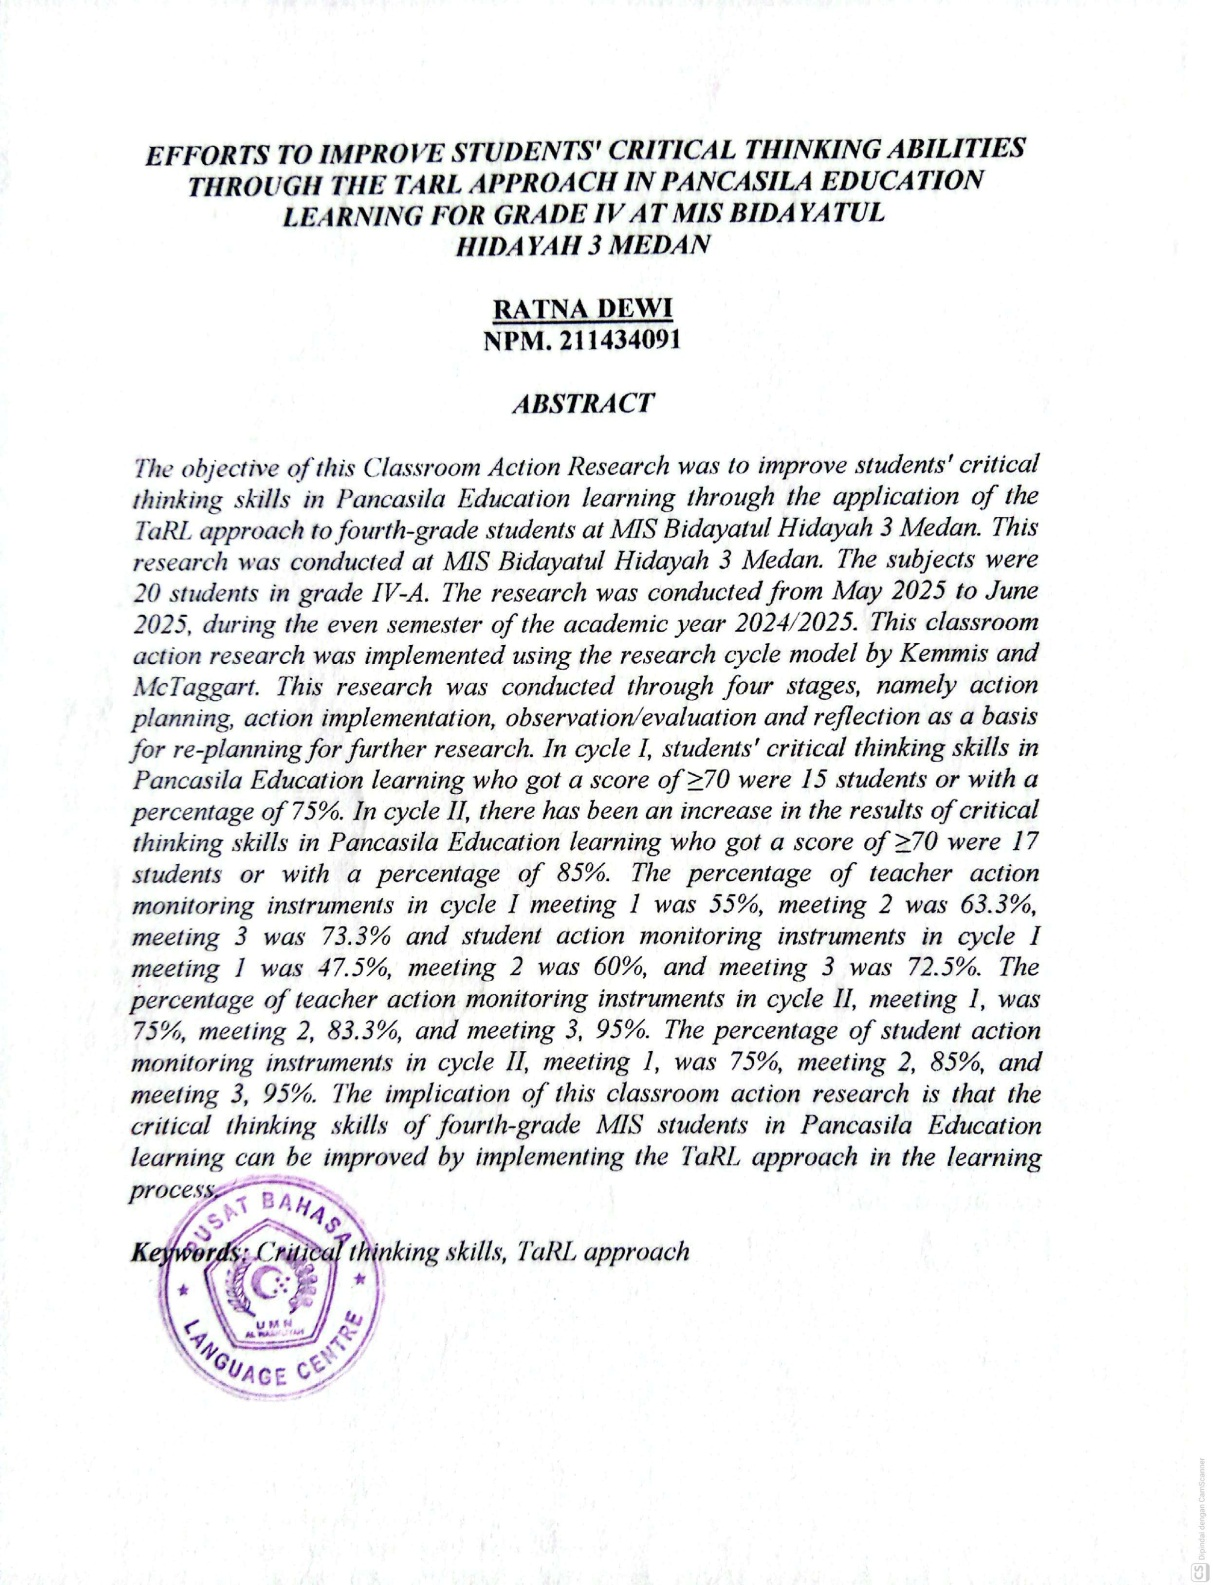 EFFORTS TO IMPROVE STUDENTS' CRITICAL THINKING ABILITIES
THROUGH THE TARL APPROACH IN PANCASILA EDUCATION
LEARNING FOR GRADE IV AT MIS BIDAYATUL
HIDAYAH 3 MEDAN
RATNA DEWI
NPM. 211434091
ABSTRACT
The objective of this Classroom Action Research was to improve students' critical
thinking skills in Pancasila Education learning through the application of the
TaRL approach to fourth-grade students at MIS Bidayatul Hidayah 3 Medan. This
research was conducted at MIS Bidayatul Hidayah 3 Medan. The subjects were
20 students in grade IV-A. The research was conducted from May 2025 to June
2025, during the even semester of the academic year 2024/2025. This classroom
action research was implemented using the research cycle model by Kemmis and
McTaggart. This research was conducted through four stages, namely action
planning, action implementation, observation/evaluation and reflection as a basis
for re-planning for further research. In cycle I, students' critical thinking skills in
Pancasila Education learning who got a score of ≥70 were 15 students or with a
percentage of 75%. In cycle II, there has been an increase in the results of critical
thinking skills in Pancasila Education learning who got a score of ≥70 were 17
students or with a percentage of 85%. The percentage of teacher action
monitoring instruments in cycle I meeting 1 was 55%, meeting 2 was 63.3%,
meeting 3 was 73.3% and student action monitoring instruments in cycle I
meeting 1 was 47.5%, meeting 2 was 60%, and meeting 3 was 72.5%. The
percentage of teacher action monitoring instruments in cycle II, meeting 1, was
75%, meeting 2, 83.3%, and meeting 3, 95%. The percentage of student action
monitoring instruments in cycle II, meeting 1, was 75%, meeting 2, 85%, and
meeting 3, 95%. The implication of this classroom action research is that the
critical thinking skills of fourth-grade MIS students in Pancasila Education
learning can be improved by implementing the TaRL approach in the learning
process.
Keywords: Critical thinking skills, TaRL approach
PUSAT BAHASA
UMN
AL WASHLIYAH
LANGUAGE CENTRE
CS Dipindai dengan CamScanner